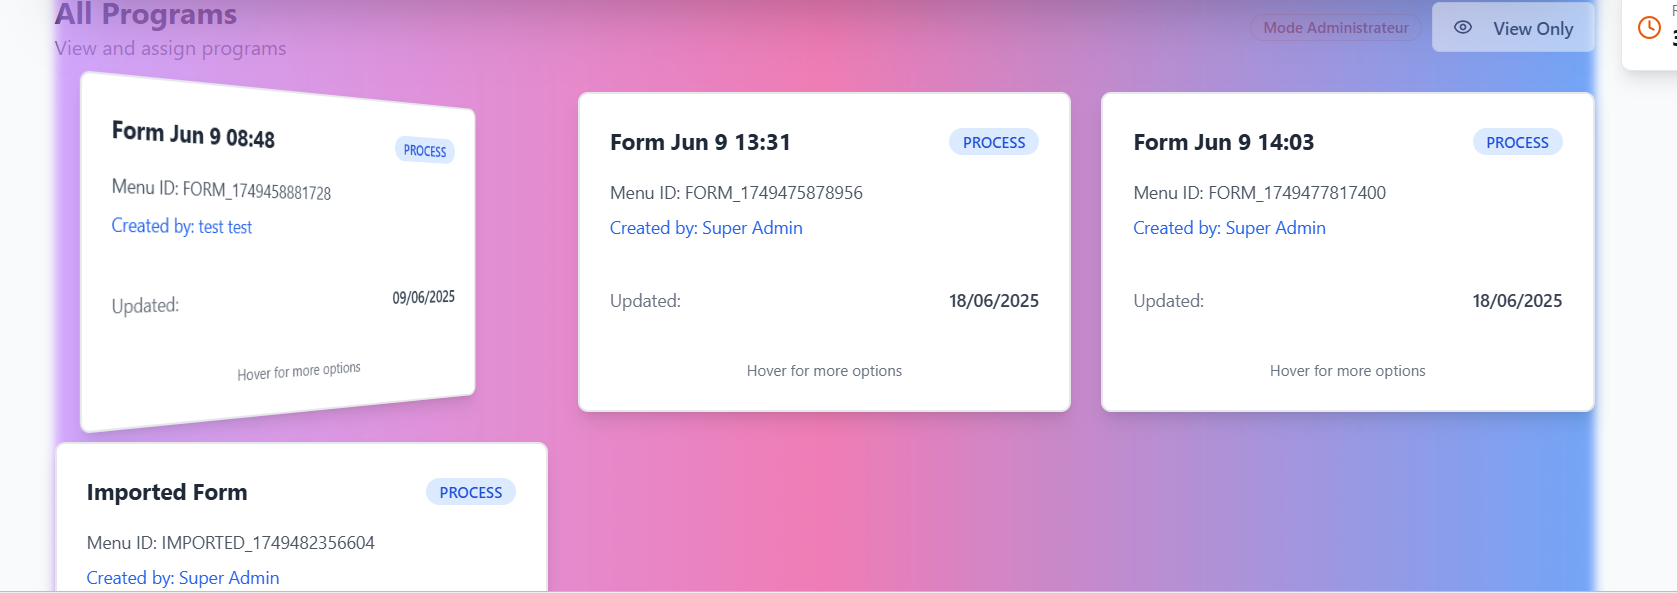 All Programs
View and assign programs
Mode Administrateur
View Only
Form Jun 9 08:48
PROCESS
Menu ID: FORM_1749458881728
Created by: test test
Updated:
09/06/2025
Hover for more options
Form Jun 9 13:31
PROCESS
Menu ID: FORM_1749475878956
Created by: Super Admin
Updated:
18/06/2025
Hover for more options
Form Jun 9 14:03
PROCESS
Menu ID: FORM_1749477817400
Created by: Super Admin
Updated:
18/06/2025
Hover for more options
Imported Form
PROCESS
Menu ID: IMPORTED_1749482356604
Created by: Super Admin